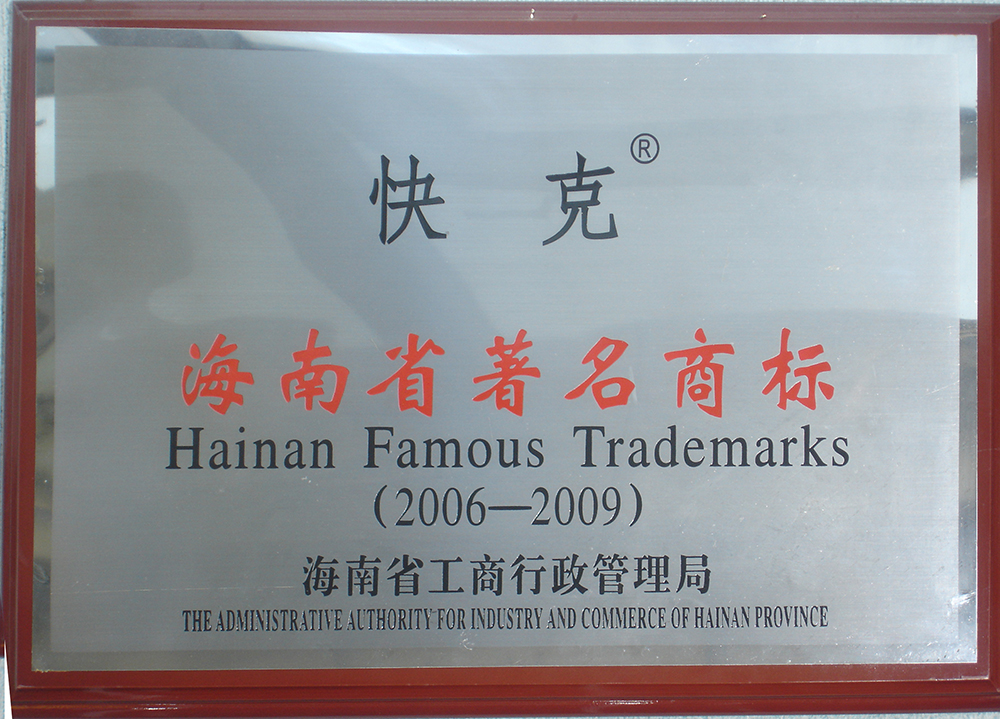 快 克®
海南省著名商标
Hainan Famous Trademarks
(2006—2009)
海南省工商行政管理局
THE ADMINISTRATIVE AUTHORITY FOR INDUSTRY AND COMMERCE OF HAINAN PROVINCE